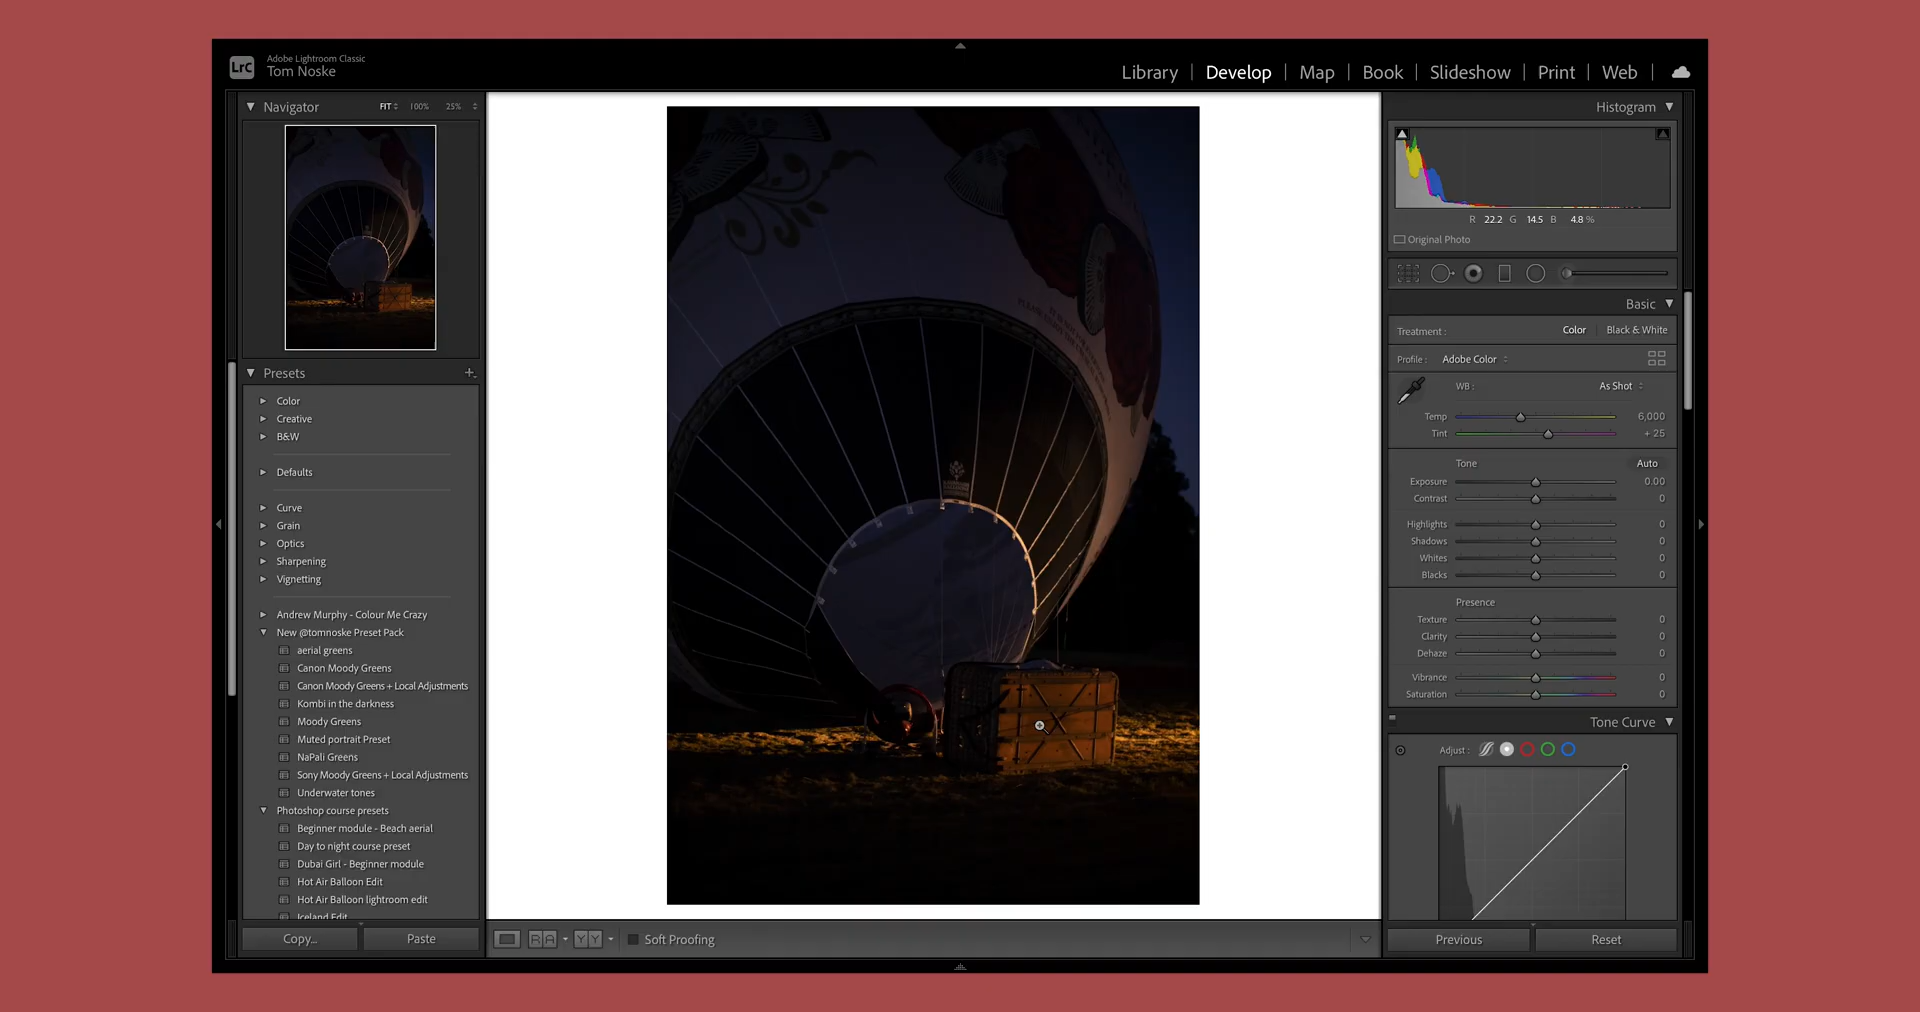 LrC
Adobe Lightroom Classic
Tom Noske
Library | Develop | Map | Book | Slideshow | Print | Web |
Navigator
FIT 100% 25%
Presets
Color
Creative
B&W
Defaults
Curve
Grain
Optics
Sharpening
Vignetting
Andrew Murphy - Colour Me Crazy
New @tomnoske Preset Pack
aerial greens
Canon Moody Greens
Canon Moody Greens + Local Adjustments
Kombi in the darkness
Moody Greens
Muted portrait Preset
NaPali Greens
Sony Moody Greens + Local Adjustments
Underwater tones
Photoshop course presets
Beginner module - Beach aerial
Day to night course preset
Dubai Girl - Beginner module
Hot Air Balloon Edit
Hot Air Balloon lightroom edit
Iceland Edit
Copy...
Paste
R A
Y Y
Soft Proofing
Histogram
R 22.2 G 14.5 B 4.8 %
Original Photo
Basic
Treatment : Color | Black & White
Profile : Adobe Color
WB : As Shot
Temp 6,000
Tint + 25
Tone Auto
Exposure 0.00
Contrast 0
Highlights 0
Shadows 0
Whites 0
Blacks 0
Presence
Texture 0
Clarity 0
Dehaze 0
Vibrance 0
Saturation 0
Tone Curve
Adjust :
Previous
Reset